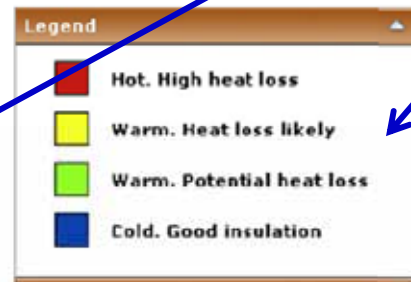 Legend
Hot. High heat loss
Warm. Heat loss likely
Warm. Potential heat loss
Cold. Good insulation